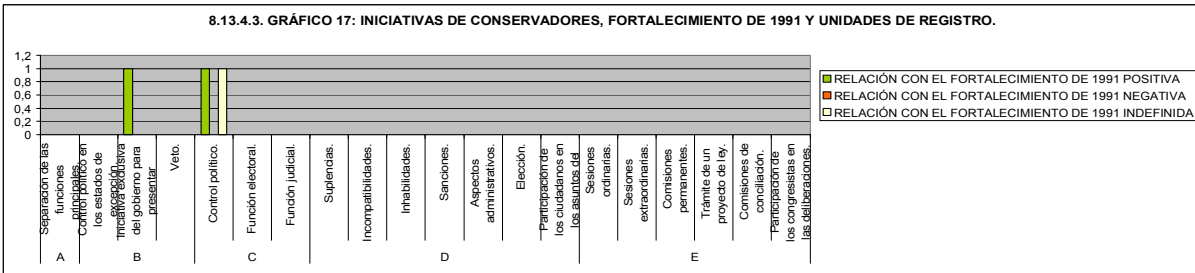 8.13.4.3. GRÁFICO 17: INICIATIVAS DE CONSERVADORES, FORTALECIMIENTO DE 1991 Y UNIDADES DE REGISTRO.
1,2
1
0,8
0,6
0,4
0,2
0
RELACIÓN CON EL FORTALECIMIENTO DE 1991 POSITIVA
RELACIÓN CON EL FORTALECIMIENTO DE 1991 NEGATIVA
RELACIÓN CON EL FORTALECIMIENTO DE 1991 INDEFINIDA
Separación de las
funciones
principales.
Control político en
los estados de
excepción.
Iniciativa exclusiva
del gobierno para
presentar
Veto.
Control político.
Función electoral.
Función judicial.
Suplencias.
Incompatibilidades.
Inhabilidades.
Sanciones.
Aspectos
administrativos.
Elección.
Participación de
los ciudadanos en
los asuntos del
Sesiones
ordinarias.
Sesiones
extraordinarias.
Comisiones
permanentes.
Trámite de un
proyecto de ley.
Comisiones de
conciliación.
Participación de
los congresistas en
las deliberaciones.
A
B
C
D
E